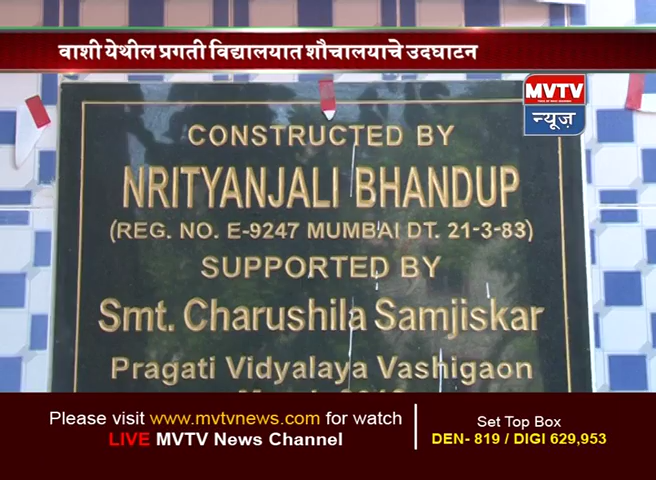 वाशी येथील प्रगती विद्यालयात शौचालयाचे उदघाटन
MVTV
न्यूज़
CONSTRUCTED BY
NRITYANJALI BHANDUP
(REG. NO. E-9247 MUMBAI DT. 21-3-83)
SUPPORTED BY
Smt. Charushila Samjiskar
Pragati Vidyalaya Vashigaon
Please visit www.mvtvnews.com for watch
LIVE MVTV News Channel
Set Top Box
DEN- 819 / DIGI 629,953